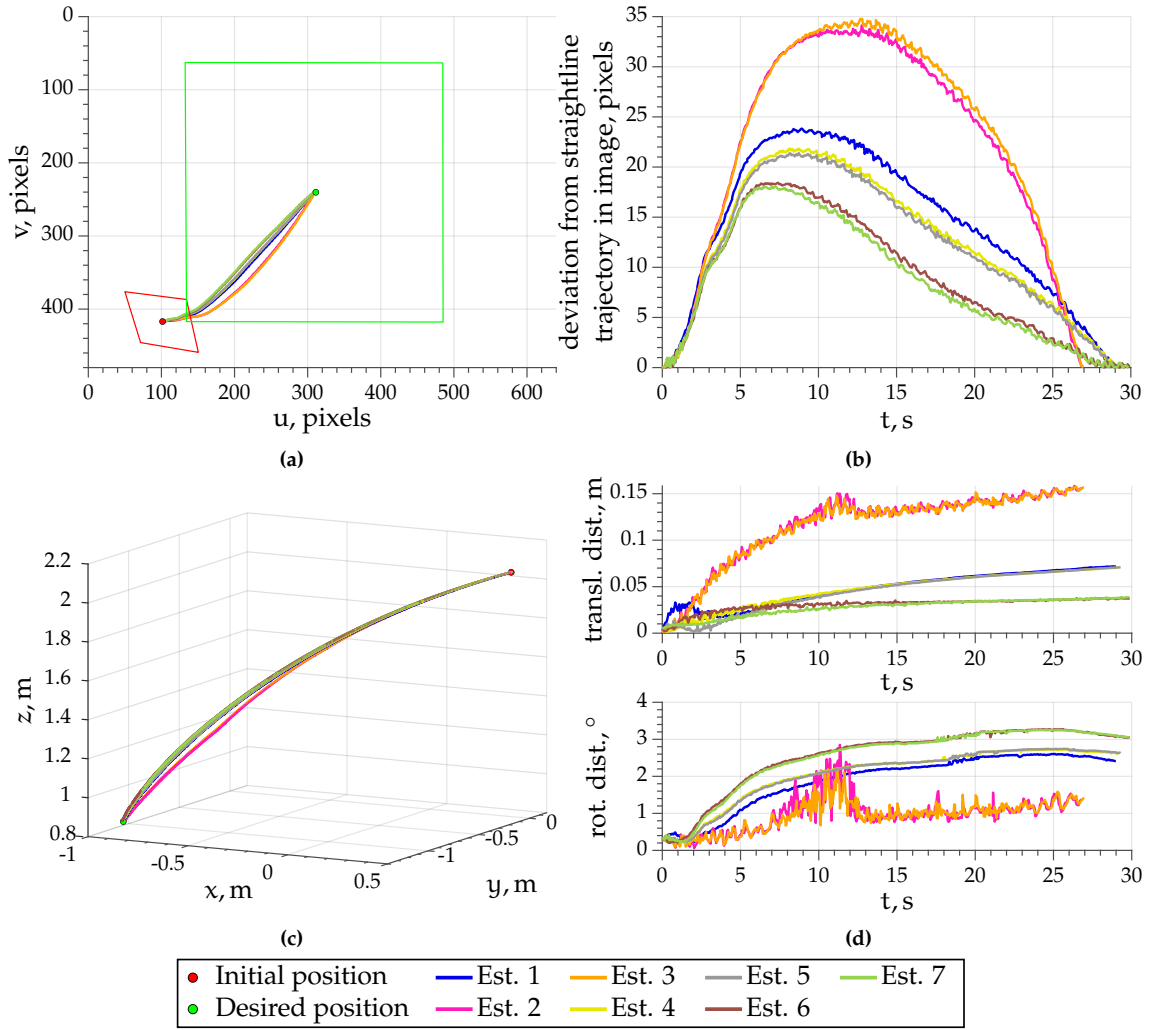 0
100
200
300
400
v, pixels
0 100 200 300 400 500 600
u, pixels
(a)
35
30
25
20
15
10
5
0
deviation from straightline
trajectory in image, pixels
0 5 10 15 20 25 30
t, s
(b)
2.2
2
1.8
1.6
1.4
1.2
1
0.8
z, m
-1 -0.5 0 0.5
x, m
-1 -0.5 0
y, m
(c)
0.15
0.1
0.05
0
transl. dist., m
0 5 10 15 20 25 30
t, s
4
3
2
1
0
rot. dist., °
0 5 10 15 20 25 30
t, s
(d)
Initial position Est. 1 Est. 3 Est. 5 Est. 7
Desired position Est. 2 Est. 4 Est. 6